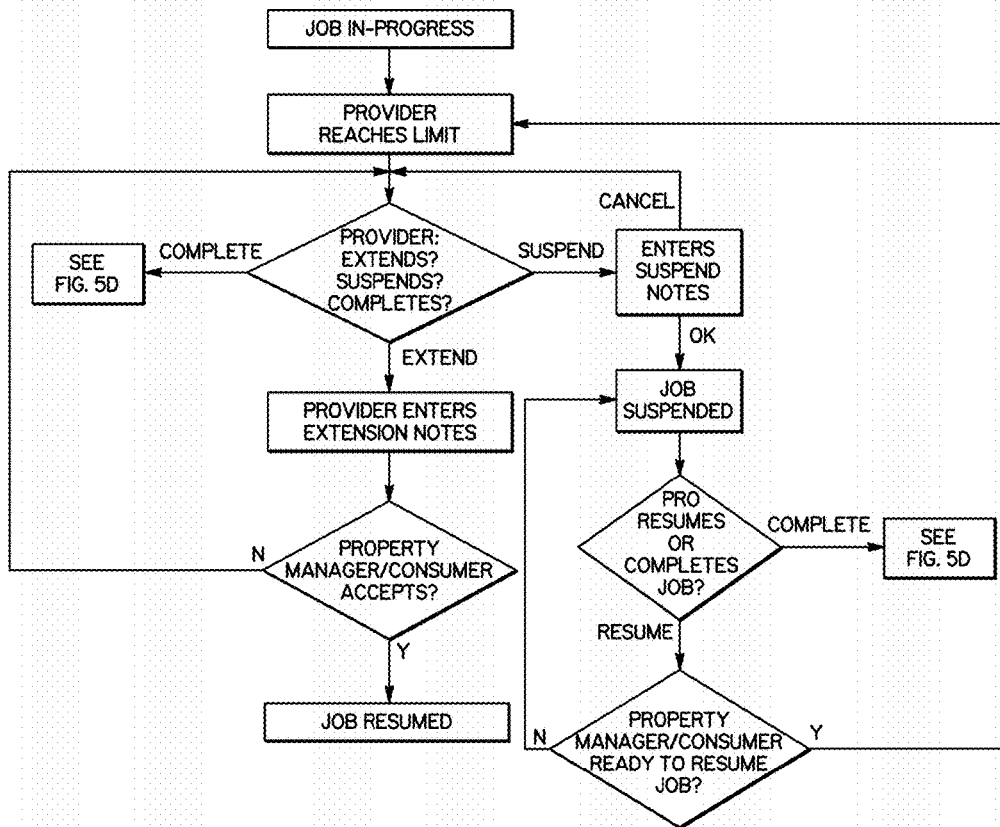 JOB IN-PROGRESS
PROVIDER
REACHES LIMIT
CANCEL
COMPLETE
PROVIDER:
EXTENDS?
SUSPENDS?
COMPLETES?
SUSPEND
SEE
FIG. 5D
ENTERS
SUSPEND
NOTES
EXTEND
OK
PROVIDER ENTERS
EXTENSION NOTES
JOB
SUSPENDED
N
PROPERTY
MANAGER/CONSUMER
ACCEPTS?
Y
PRO
RESUMES
OR
COMPLETES
JOB?
COMPLETE
SEE
FIG. 5D
RESUME
JOB RESUMED
N
PROPERTY
MANAGER/CONSUMER
READY TO RESUME
JOB?
Y